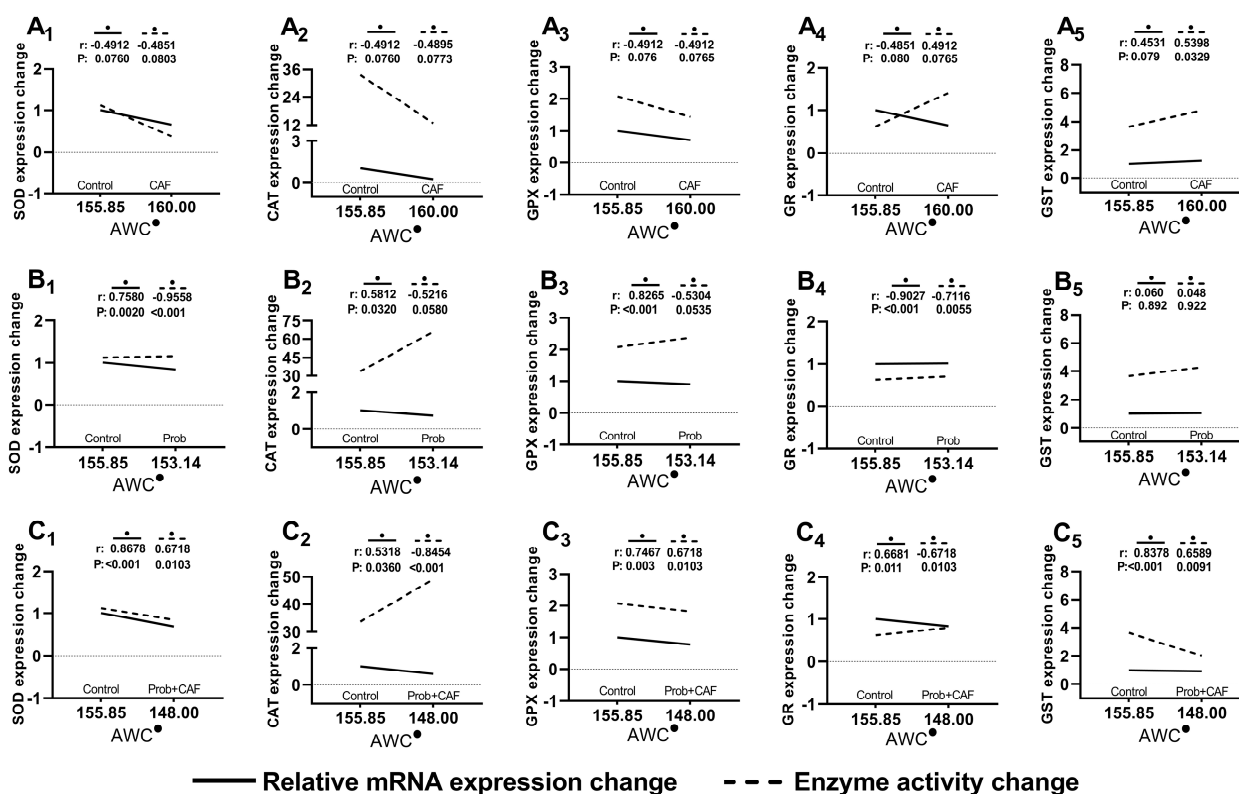 A1
r: -0.4912 -0.4851
P: 0.0760 0.0803
SOD expression change
2
1
0
-1
Control CAF
155.85 160.00
AWC●
A2
r: -0.4912 -0.4895
P: 0.0760 0.0773
CAT expression change
36
24
12
3
0
Control CAF
155.85 160.00
AWC●
A3
r: -0.4912 -0.4912
P: 0.076 0.0765
GPX expression change
3
2
1
0
-1
Control CAF
155.85 160.00
AWC●
A4
r: -0.4851 0.4912
P: 0.080 0.0765
GR expression change
2
1
0
-1
Control CAF
155.85 160.00
AWC●
A5
r: 0.4531 0.5398
P: 0.079 0.0329
GST expression change
8
6
4
2
0
Control CAF
155.85 160.00
AWC●
B1
r: 0.7580 -0.9558
P: 0.0020 <0.001
SOD expression change
2
1
0
-1
Control Prob
155.85 153.14
AWC●
B2
r: 0.5812 -0.5216
P: 0.0320 0.0580
CAT expression change
75
60
45
30
2
0
Control Prob
155.85 153.14
AWC●
B3
r: 0.8265 -0.5304
P: <0.001 0.0535
GPX expression change
3
2
1
0
-1
Control Prob
155.85 153.14
AWC●
B4
r: -0.9027 -0.7116
P: <0.001 0.0055
GR expression change
2
1
0
-1
Control Prob
155.85 153.14
AWC●
B5
r: 0.060 0.048
P: 0.892 0.922
GST expression change
8
6
4
2
0
Control Prob
155.85 153.14
AWC●
C1
r: 0.8678 0.6718
P: <0.001 0.0103
SOD expression change
2
1
0
-1
Control Prob+CAF
155.85 148.00
AWC●
C2
r: 0.5318 -0.8454
P: 0.0360 <0.001
CAT expression change
50
40
30
2
0
Control Prob+CAF
155.85 148.00
AWC●
C3
r: 0.7467 0.6718
P: 0.003 0.0103
GPX expression change
3
2
1
0
-1
Control Prob+CAF
155.85 148.00
AWC●
C4
r: 0.6681 -0.6718
P: 0.011 0.0103
GR expression change
2
1
0
-1
Control Prob+CAF
155.85 148.00
AWC●
C5
r: 0.8378 0.6589
P: <0.001 0.0091
GST expression change
8
6
4
2
0
Control Prob+CAF
155.85 148.00
AWC●
Relative mRNA expression change Enzyme activity change